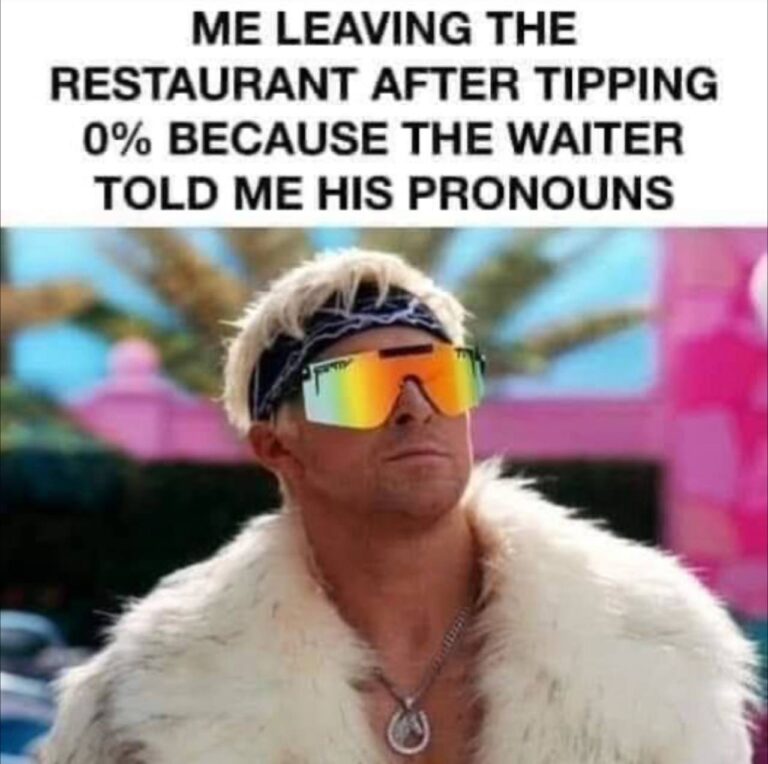 ME LEAVING THE
RESTAURANT AFTER TIPPING
0% BECAUSE THE WAITER
TOLD ME HIS PRONOUNS